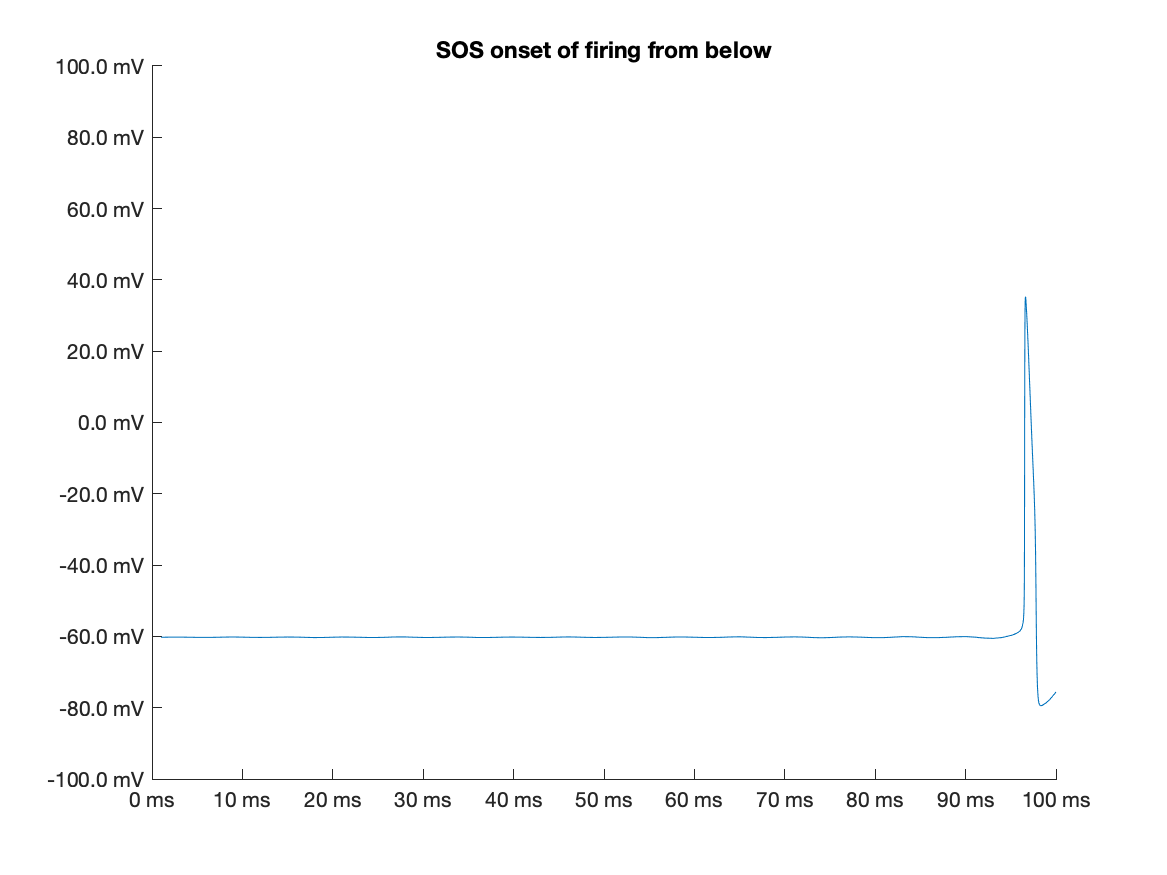 SOS onset of firing from below
100.0 mV
80.0 mV
60.0 mV
40.0 mV
20.0 mV
0.0 mV
-20.0 mV
-40.0 mV
-60.0 mV
-80.0 mV
-100.0 mV
0 ms 10 ms 20 ms 30 ms 40 ms 50 ms 60 ms 70 ms 80 ms 90 ms 100 ms